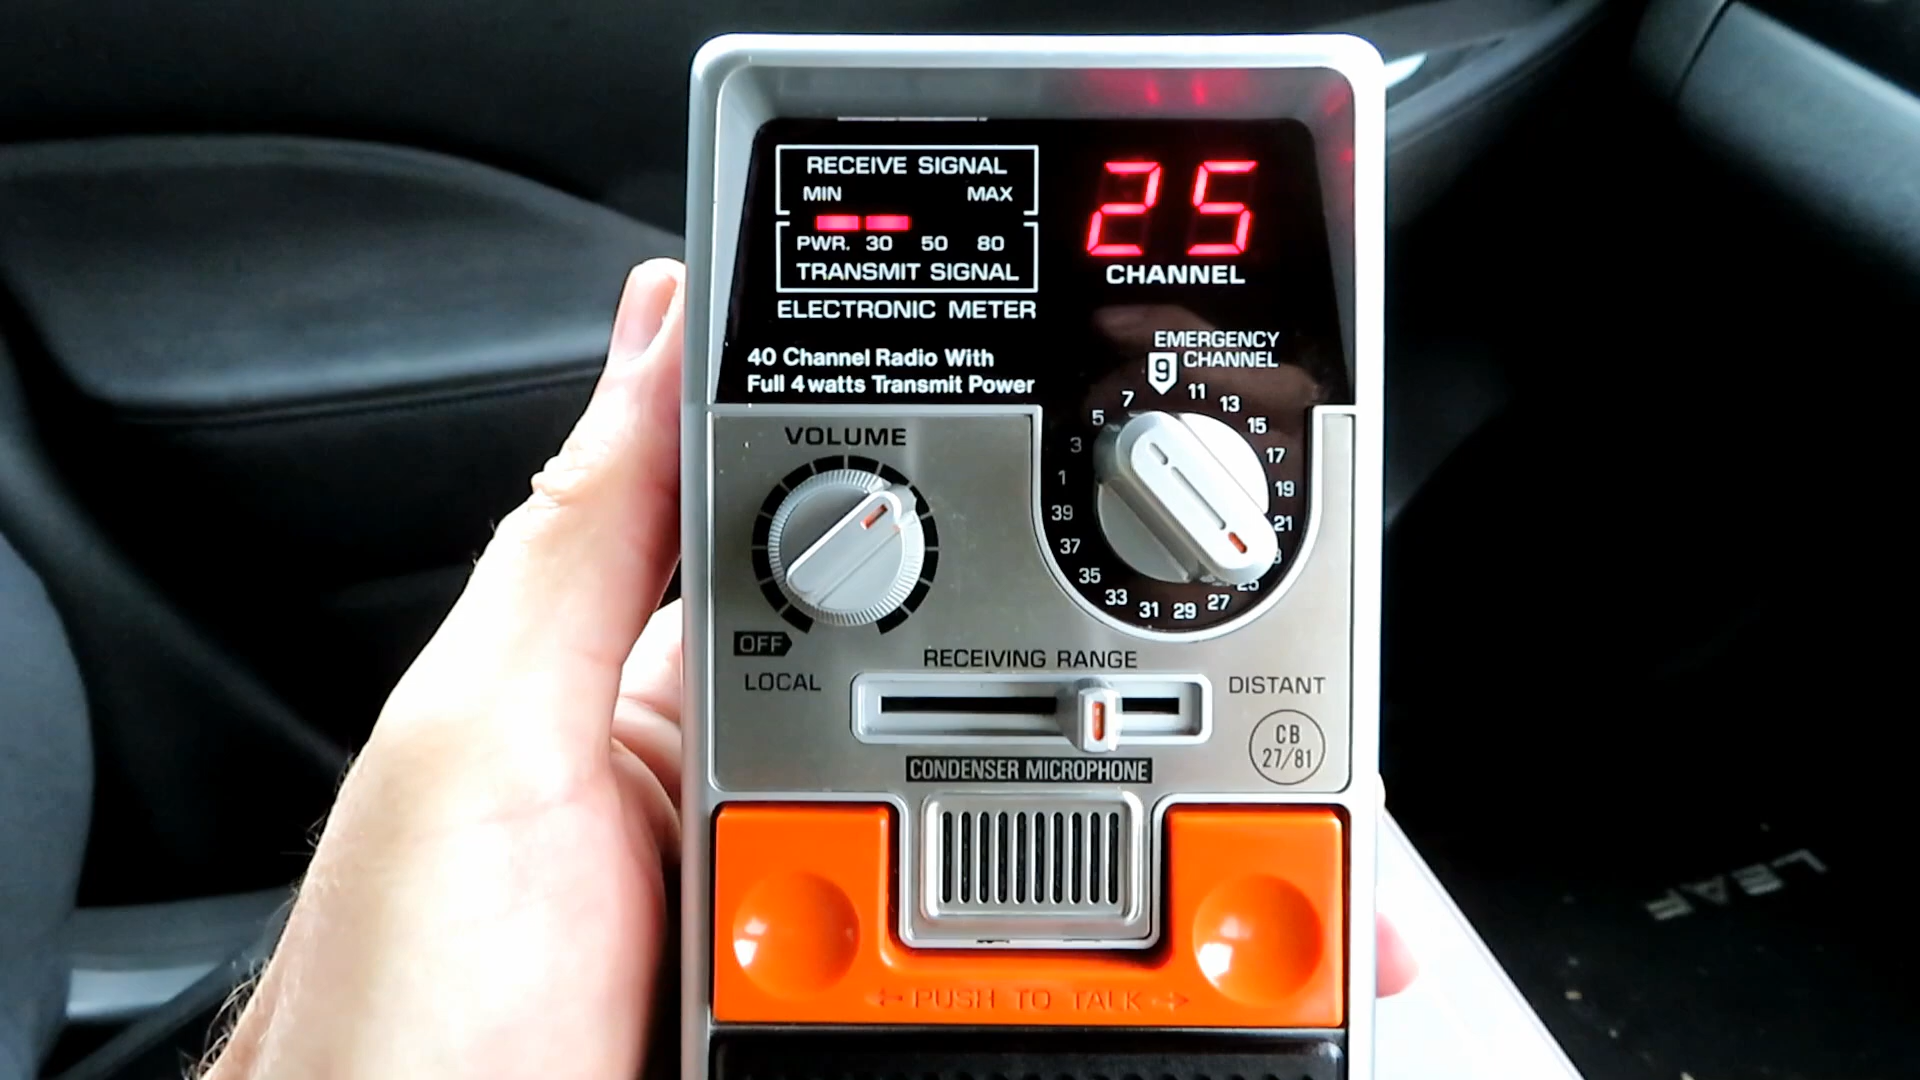 RECEIVE SIGNAL
MIN MAX
PWR. 30 50 80
TRANSMIT SIGNAL
ELECTRONIC METER
25
CHANNEL
40 Channel Radio With
Full 4 watts Transmit Power
EMERGENCY
CHANNEL
9
1 3 5 7 11 13 15 17 19 21 25 27 29 31 33 35 37 39
VOLUME
OFF
RECEIVING RANGE
LOCAL DISTANT
CB
27/81
CONDENSER MICROPHONE
PUSH TO TALK
LEAF